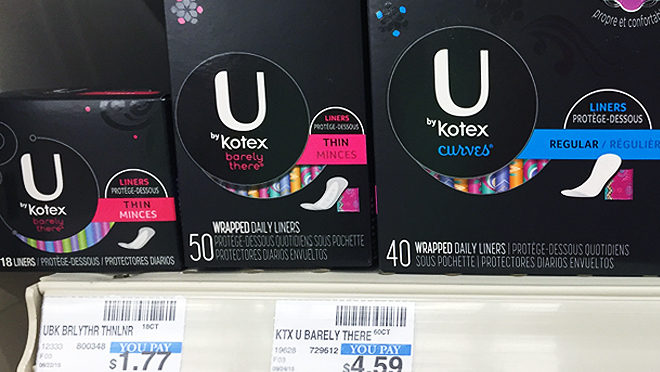 U
by Kotex
barely
there®
LINERS
PROTÈGE-DESSOUS
THIN
MINCES
18 LINERS / PROTÈGE-DESSOUS / PROTECTORES DIARIOS
U
by Kotex
barely
there®
LINERS
PROTÈGE-DESSOUS
THIN
MINCES
50 WRAPPED DAILY LINERS
PROTÈGE-DESSOUS QUOTIDIENS SOUS POCHETTE
PROTECTORES DIARIOS ENVUELTOS
propre et confortab
U
by Kotex
curves®
LINERS
PROTÈGE-DESSOUS
REGULAR / RÉGULIÈR
40 WRAPPED DAILY LINERS | PROTÈGE-DESSOUS QUOTIDIENS
SOUS POCHETTE | PROTECTORES DIARIOS ENVUELTOS
UBK BRLYTHR THNLNR 18CT
12333 800348 YOU PAY
F03
$1.77
KTX U BARELY THERE 50CT
19628 729612 YOU PAY
F03
$4.59